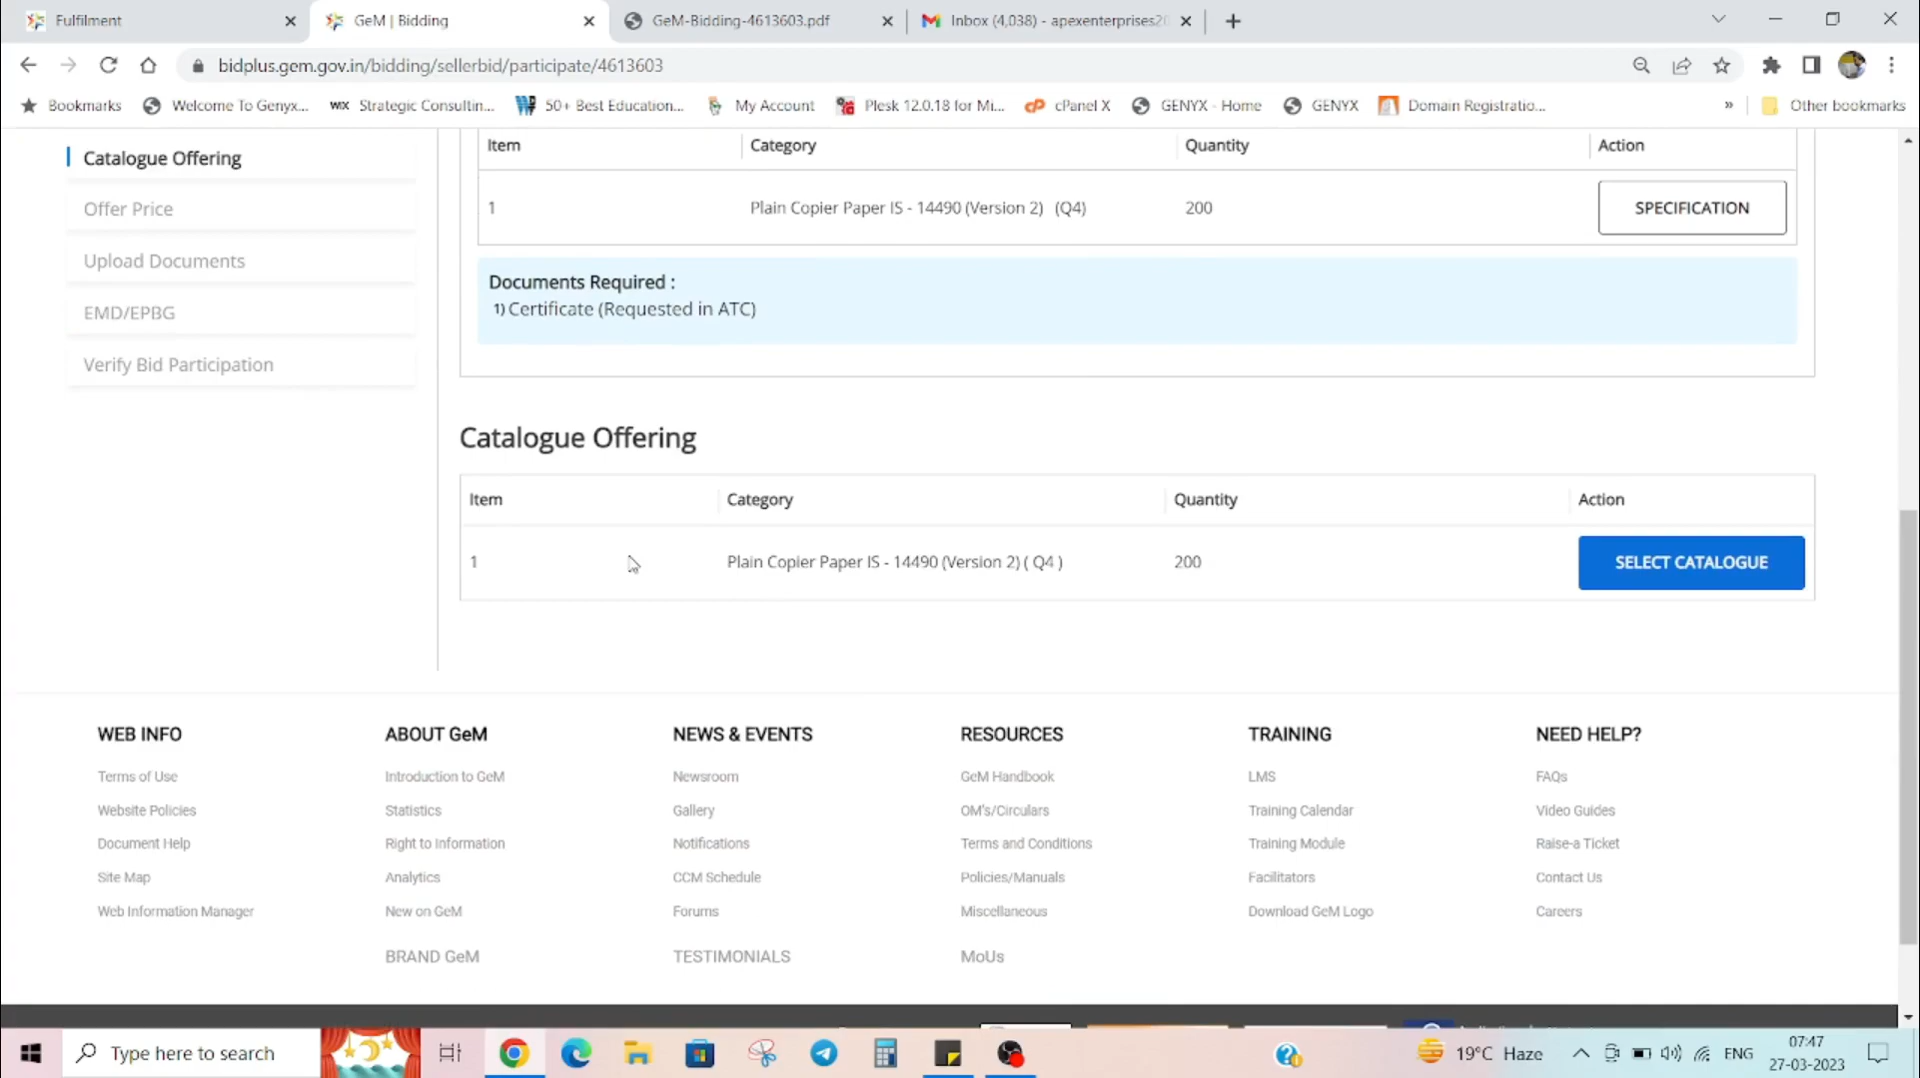 Fulfilment
GeM | Bidding
GeM-Bidding-4613603.pdf
Inbox (4,038) - apexenterprises20
bidplus.gem.gov.in/bidding/sellerbid/participate/4613603
Bookmarks
Welcome To Genyx...
WIX Strategic Consultin...
50+ Best Education...
My Account
Plesk 12.0.18 for Mi...
cPanel X
GENYX - Home
GENYX
Domain Registratio...
»
Other bookmarks
Catalogue Offering
Offer Price
Upload Documents
EMD/EPBG
Verify Bid Participation
Item Category Quantity Action
1 Plain Copier Paper IS - 14490 (Version 2) (Q4) 200 SPECIFICATION
Documents Required :
1) Certificate (Requested in ATC)
Catalogue Offering
Item Category Quantity Action
1 Plain Copier Paper IS - 14490 (Version 2) ( Q4 ) 200 SELECT CATALOGUE
WEB INFO
Terms of Use
Website Policies
Document Help
Site Map
Web Information Manager
ABOUT GeM
Introduction to GeM
Statistics
Right to Information
Analytics
New on GeM
BRAND GeM
NEWS & EVENTS
Newsroom
Gallery
Notifications
CCM Schedule
Forums
TESTIMONIALS
RESOURCES
GeM Handbook
OM's/Circulars
Terms and Conditions
Policies/Manuals
Miscellaneous
MoUs
TRAINING
LMS
Training Calendar
Training Module
Facilitators
Download GeM Logo
NEED HELP?
FAQs
Video Guides
Raise-a Ticket
Contact Us
Careers
Type here to search
19°C Haze
ENG
07:47
27-03-2023